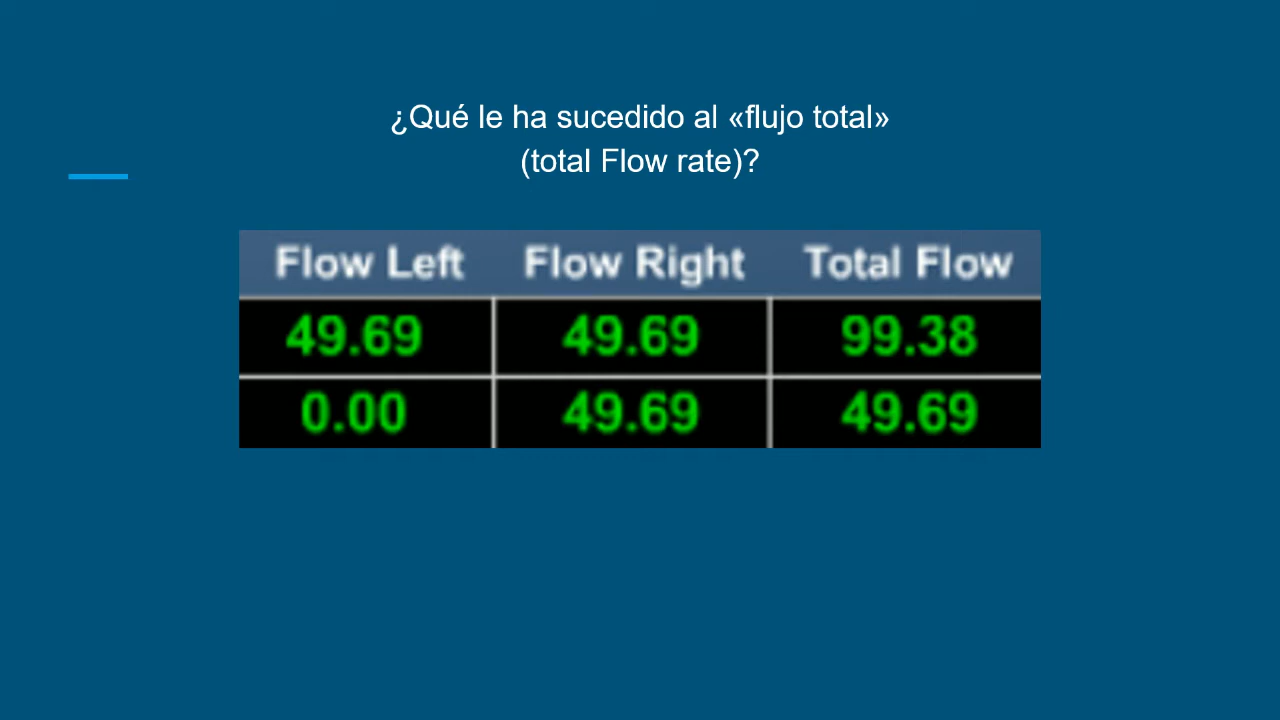 ¿Qué le ha sucedido al «flujo total»
(total Flow rate)?
Flow Left Flow Right Total Flow
49.69 49.69 99.38
0.00 49.69 49.69